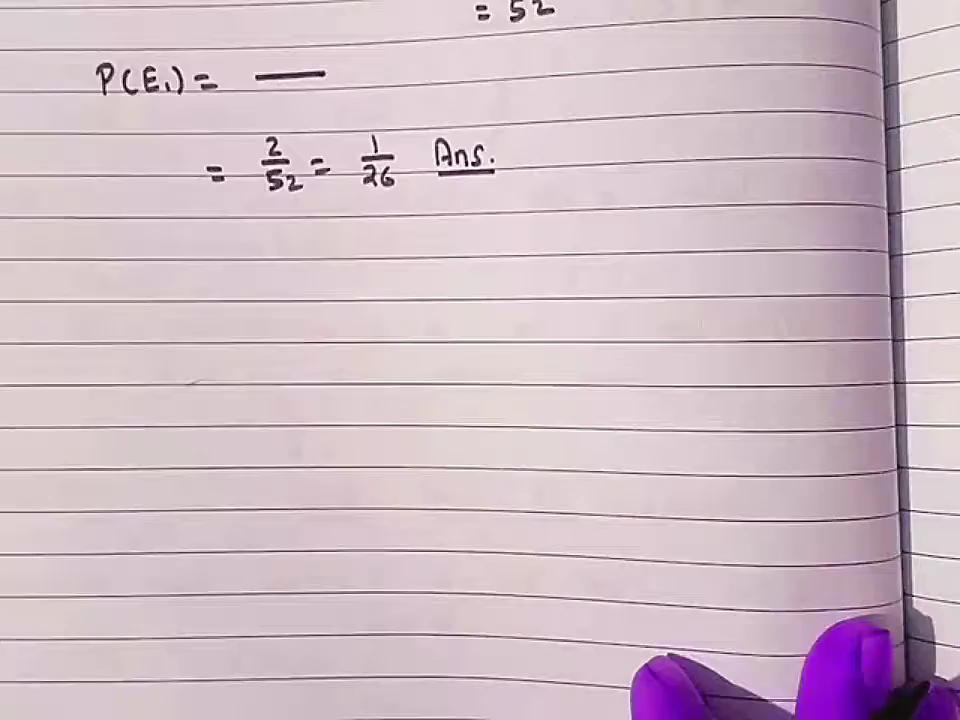 = 52
P(E₁) = —
= 2/52 = 1/26 Ans.